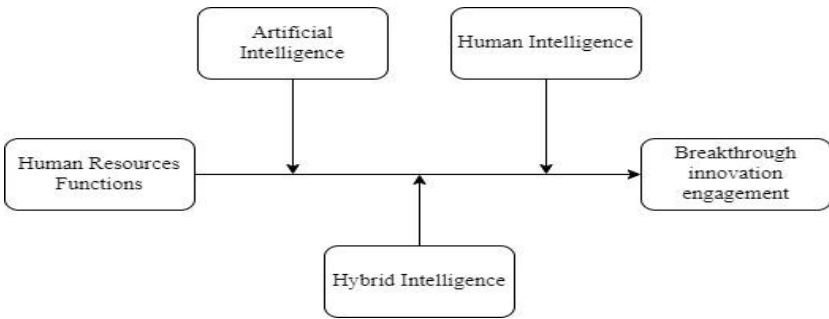 Artificial
Intelligence
Human Intelligence
Human Resources
Functions
Breakthrough
innovation
engagement
Hybrid Intelligence